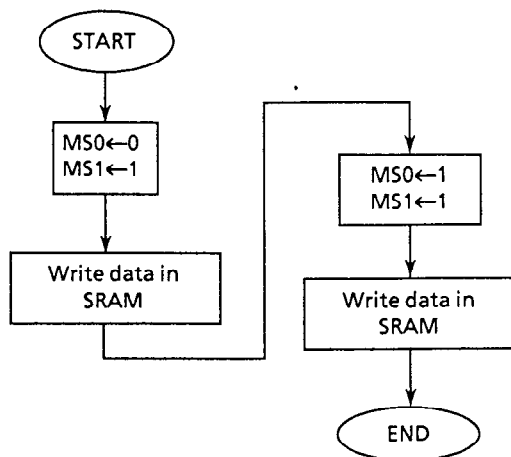 START
MS0←0
MS1←1
Write data in
SRAM
MS0←1
MS1←1
Write data in
SRAM
END